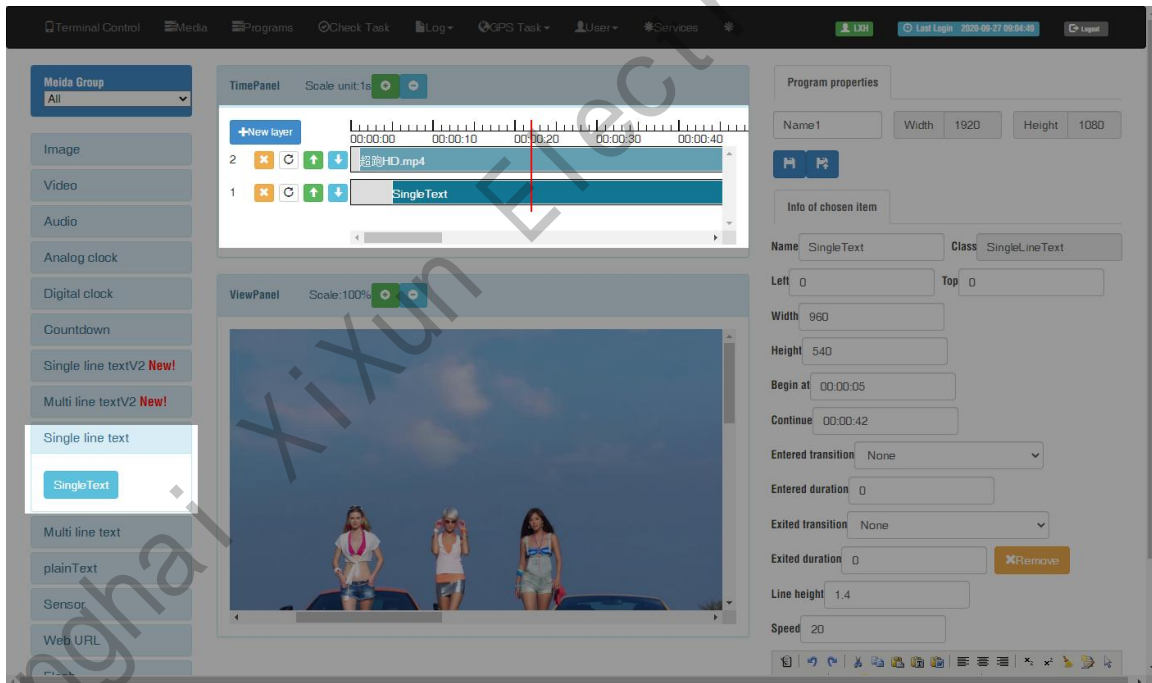 Terminal Control Media Programs Check Task Log GPS Task User Services LXH Last Login 2020-09-27 09:04:49 Logout
Meida Group
All
Image
Video
Audio
Analog clock
Digital clock
Countdown
Single line textV2 New!
Multi line textV2 New!
Single line text
SingleText
Multi line text
plainText
Sensor
Web URL
Flash
TimePanel Scale unit:1s
New layer
00:00:00 00:00:10 00:00:20 00:00:30 00:00:40
2 超跑HD.mp4
1 SingleText
ViewPanel Scale:100%
Program properties
Name1 Width 1920 Height 1080
Info of chosen item
Name SingleText Class SingleLineText
Left 0 Top 0
Width 960
Height 540
Begin at 00:00:05
Continue 00:00:42
Entered transition None
Entered duration 0
Exited transition None
Exited duration 0 Remove
Line height 1.4
Speed 20
nghai XiXun Elect